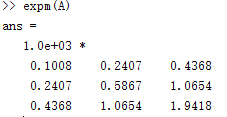 >> expm(A)
ans =
1.0e+03 *
0.1008 0.2407 0.4368
0.2407 0.5867 1.0654
0.4368 1.0654 1.9418